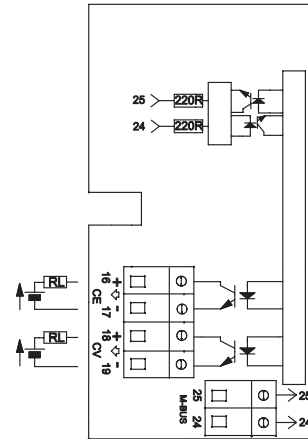 25 220R
24 220R
RL
16 +
CE
17 -
RL
18 +
CV
19 -
25 25
M-BUS
24 24